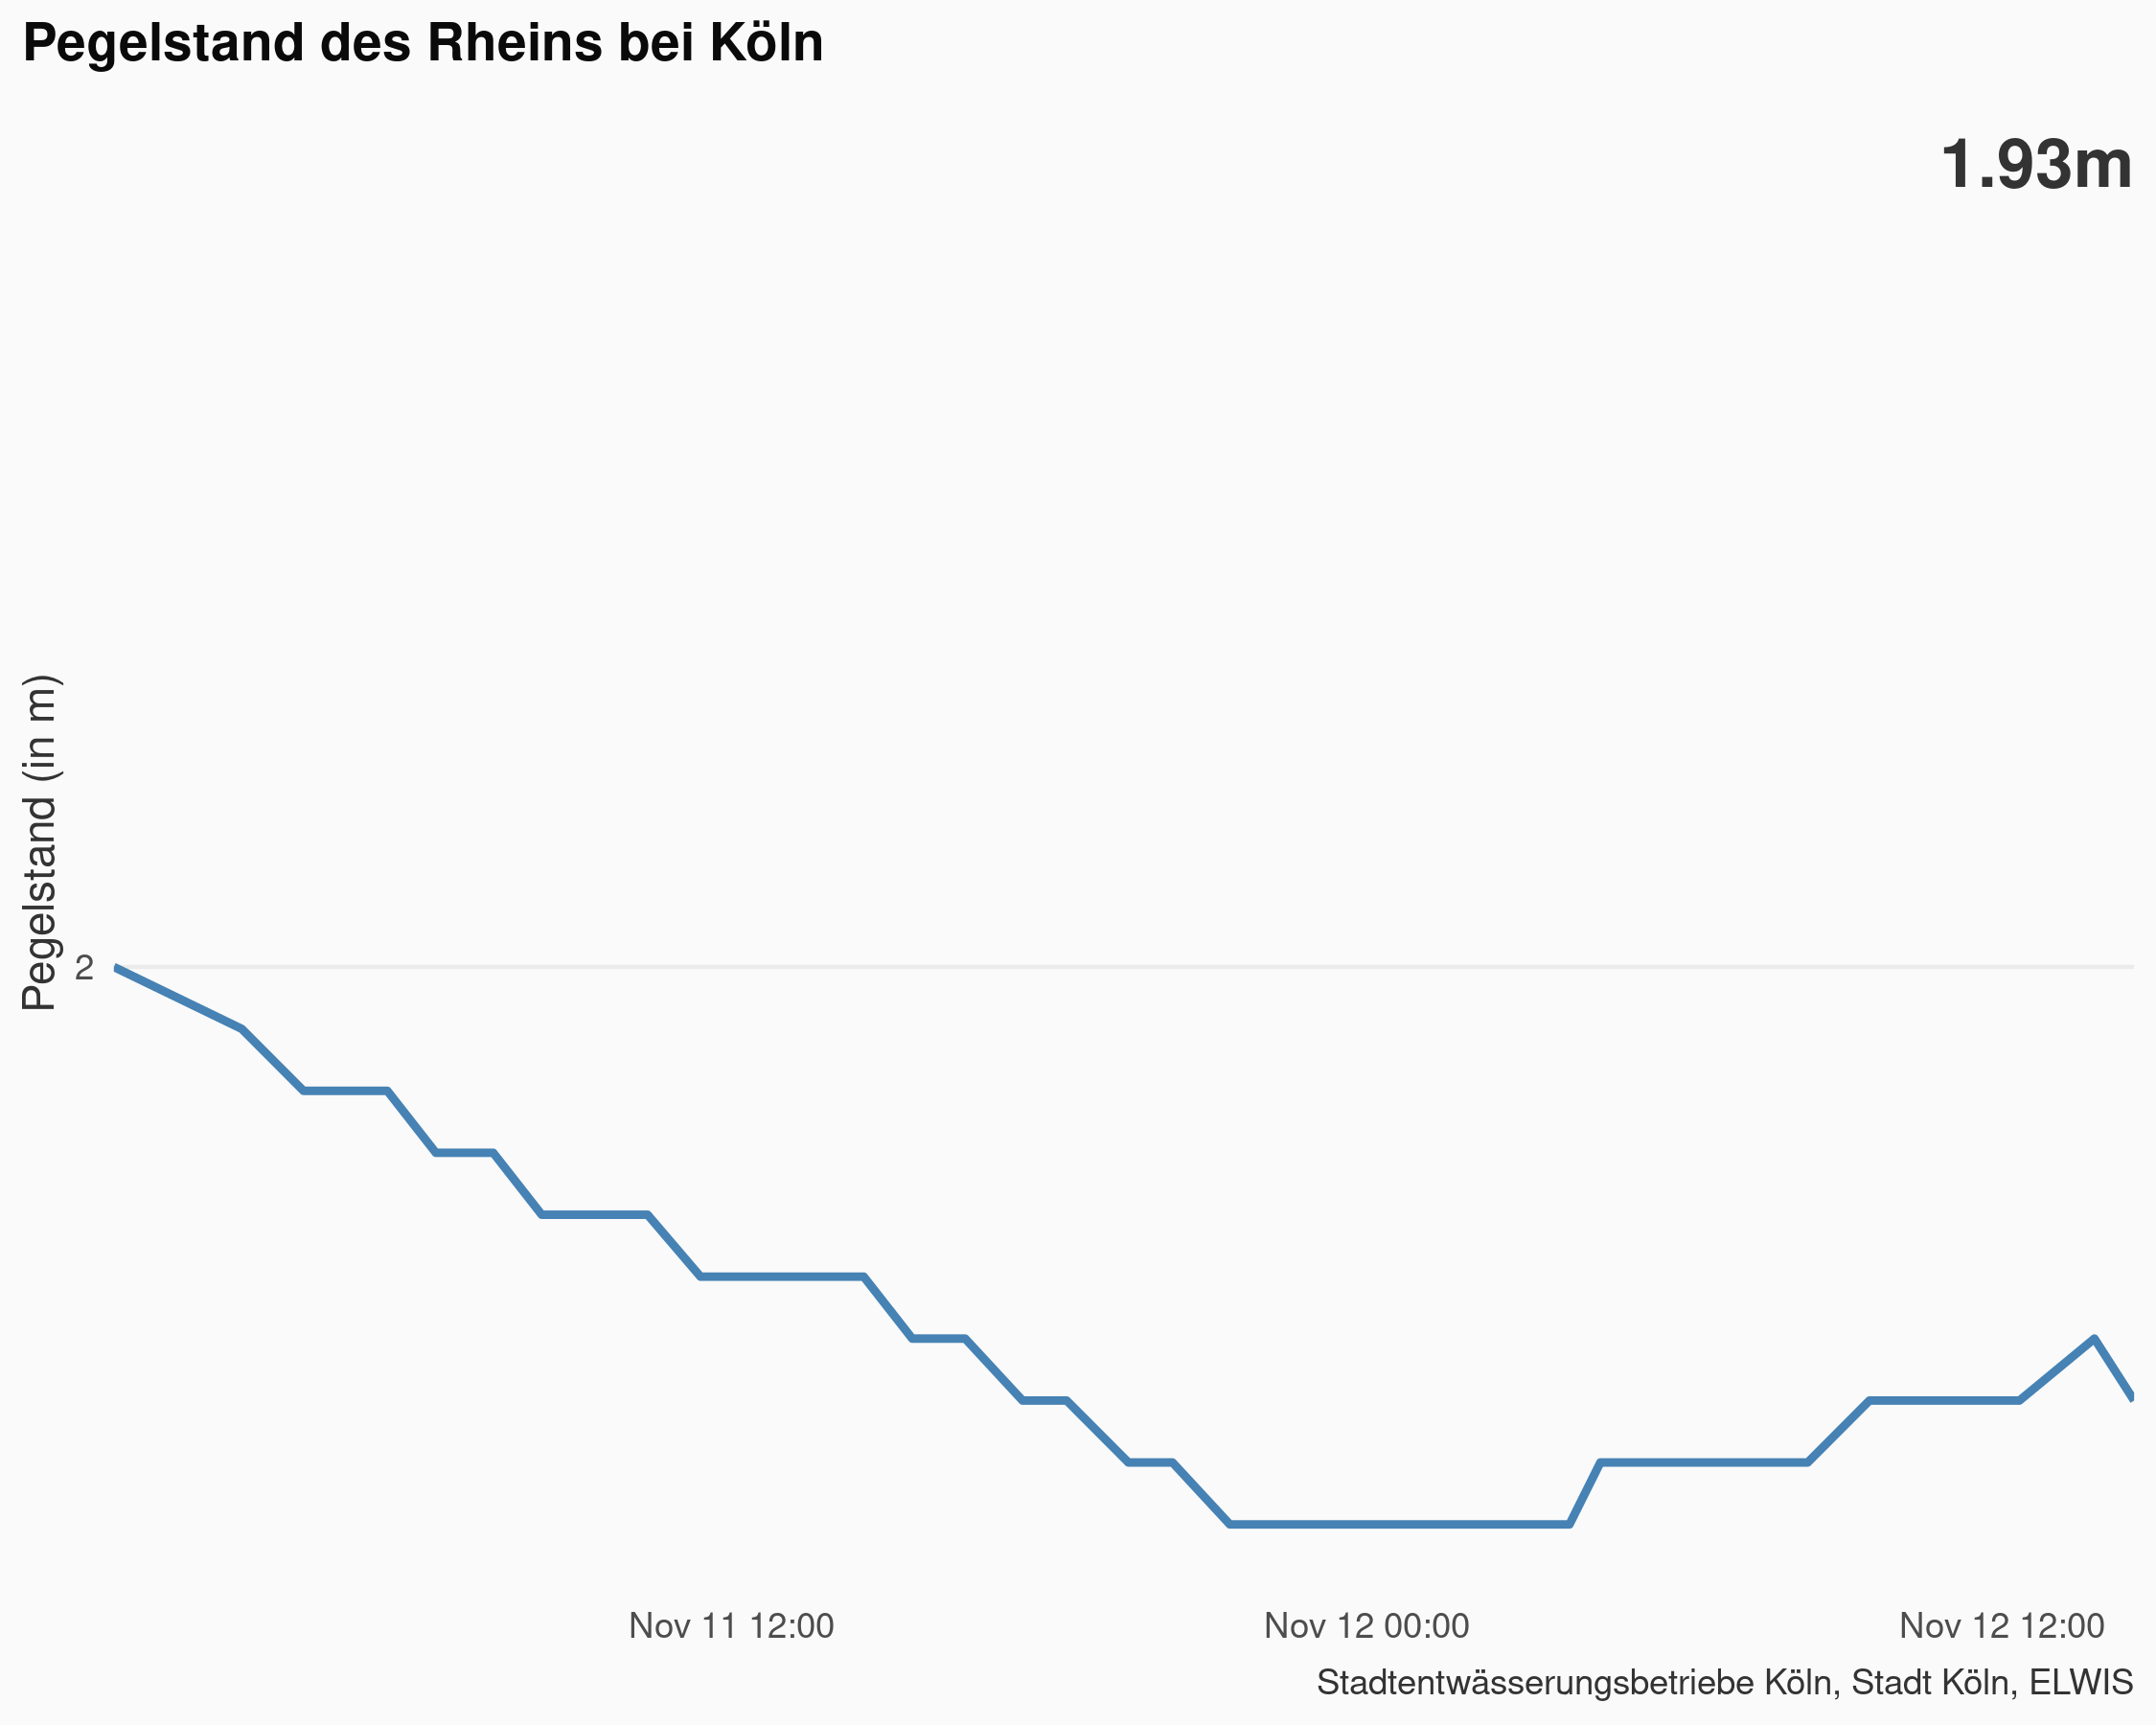 Pegelstand des Rheins bei Köln
1.93m
Pegelstand (in m)
2
Nov 11 12:00
Nov 12 00:00
Nov 12 12:00
Stadtentwässerungsbetriebe Köln, Stadt Köln, ELWIS